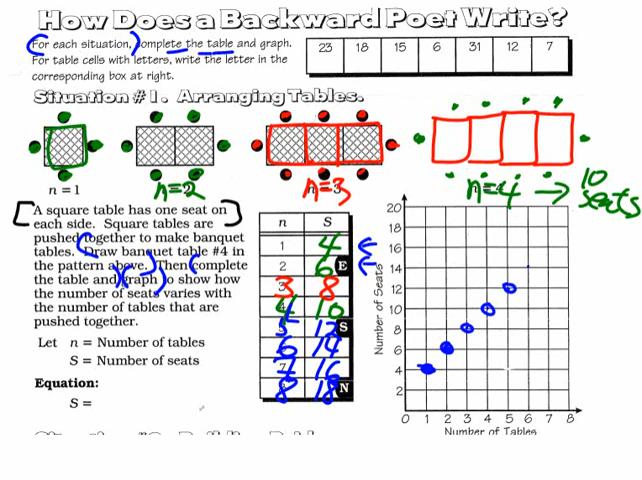 How Does a Backward Poet Write?
For each situation, complete the table and graph.
For table cells with letters, write the letter in the
corresponding box at right.
23 18 15 6 31 12 7
Situation #1. Arranging Tables.
n = 1
n=2
n=3
n=4 → 10 seats
A square table has one seat on
each side. Square tables are
pushed together to make banquet
tables. Draw banquet table #4 in
the pattern above. Then complete
the table and graph to show how
the number of seats varies with
the number of tables that are
pushed together.
Let n = Number of tables
S = Number of seats
Equation:
S =
n S
1 4
2 6 E
3 8
4 10
5 12 S
6 14
7 16
8 18 N
Number of Seats
20
18
16
14
12
10
8
6
4
2
0 1 2 3 4 5 6 7 8
Number of Tables